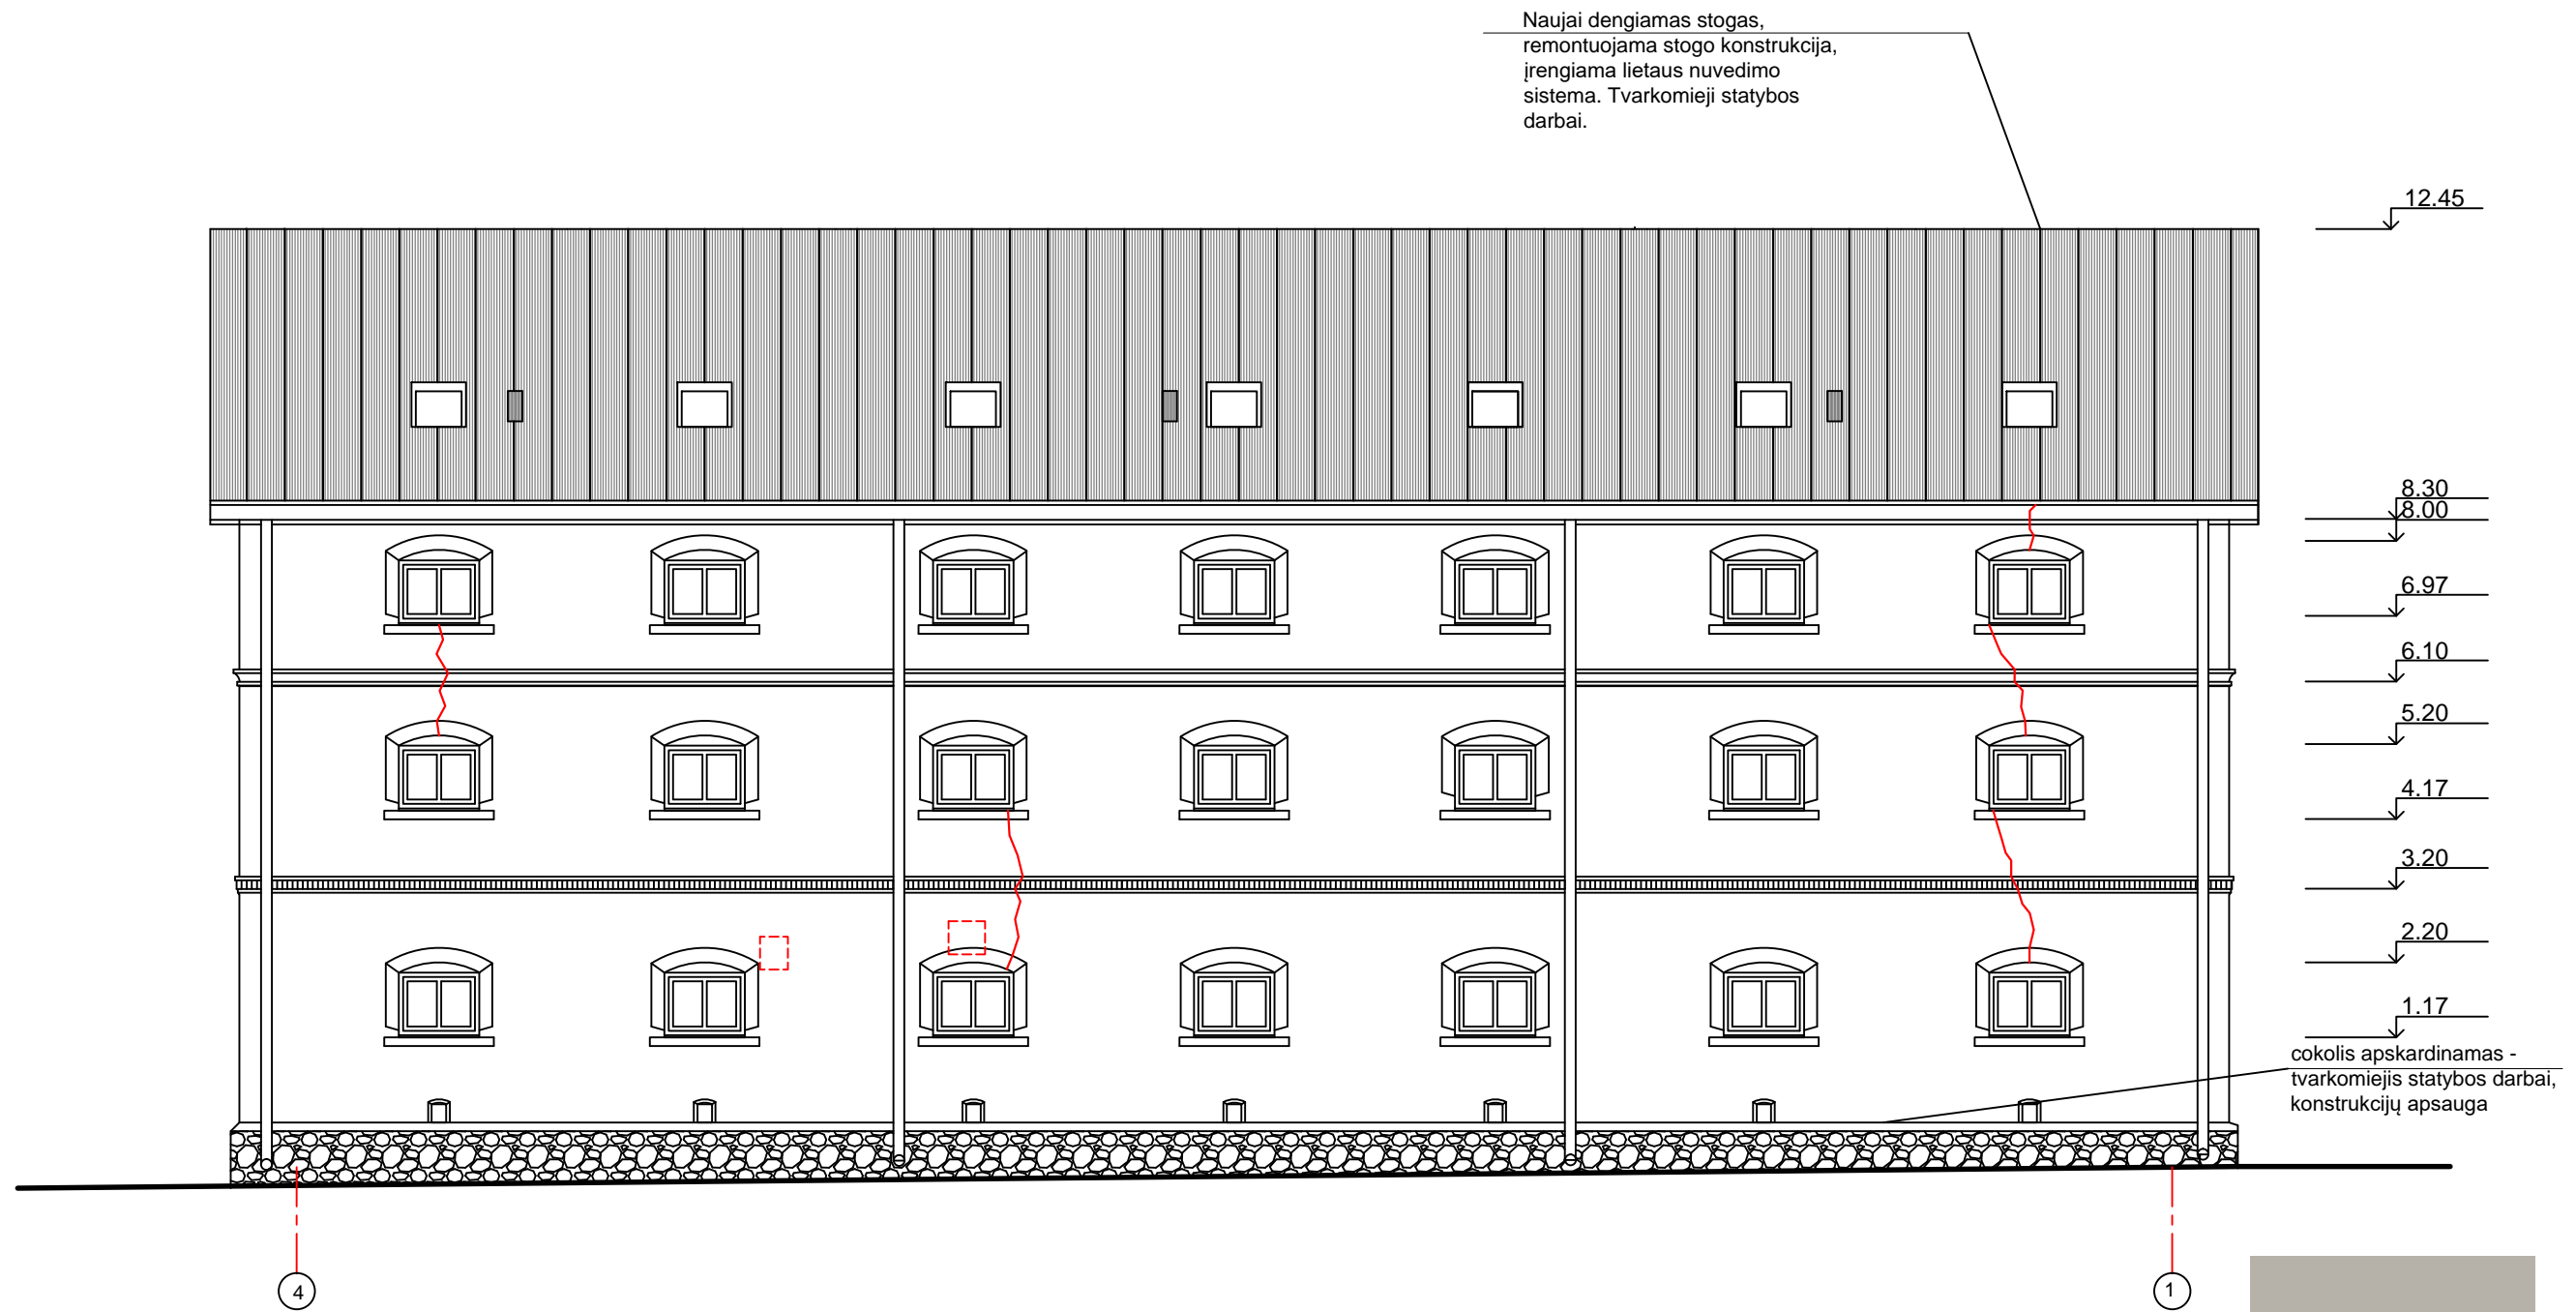 Naujai dengiamas stogas,
remontuojama stogo konstrukcija,
įrengiama lietaus nuvedimo
sistema. Tvarkomieji statybos
darbai.
12.45
8.30
8.00
6.97
6.10
5.20
4.17
3.20
2.20
1.17
cokolis apskardinamas -
tvarkomiejis statybos darbai,
konstrukcijų apsauga
4
1